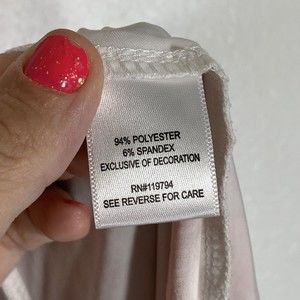 94% POLYESTER
6% SPANDEX
EXCLUSIVE OF DECORATION
RN#119794
SEE REVERSE FOR CARE